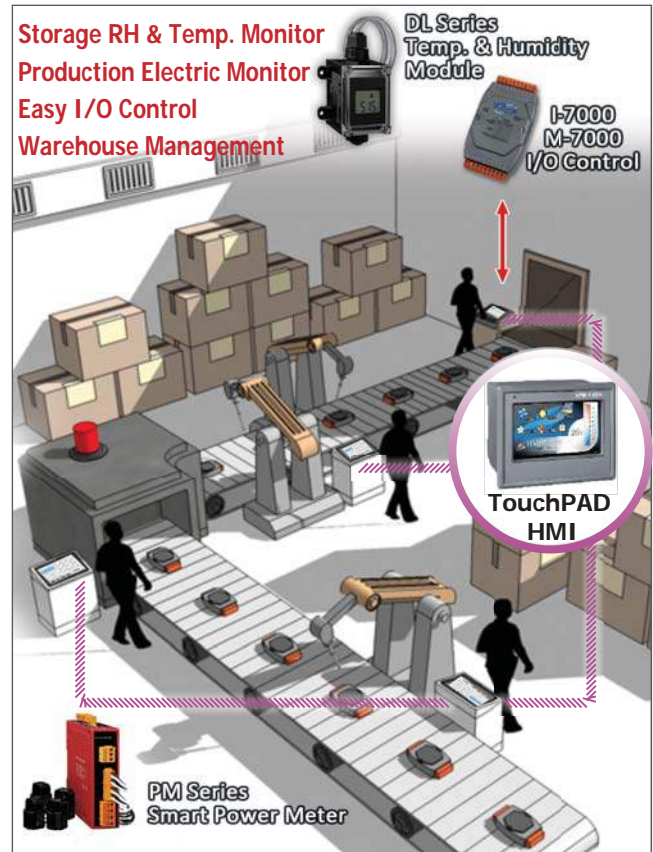 Storage RH & Temp. Monitor
Production Electric Monitor
Easy I/O Control
Warehouse Management
DL Series
Temp. & Humidity
Module
I-7000
M-7000
I/O Control
TouchPAD
HMI
PM Series
Smart Power Meter